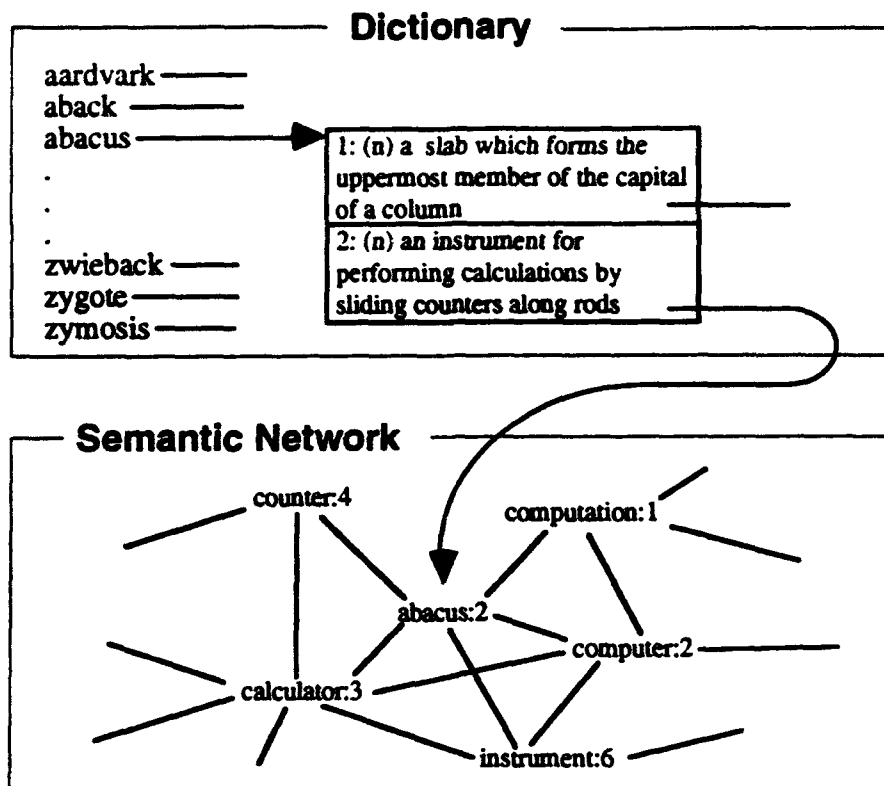 Dictionary
aardvark
aback
abacus
.
.
.
zwieback
zygote
zymosis
1: (n) a slab which forms the
uppermost member of the capital
of a column
2: (n) an instrument for
performing calculations by
sliding counters along rods
Semantic Network
counter:4
computation:1
abacus:2
computer:2
calculator:3
instrument:6